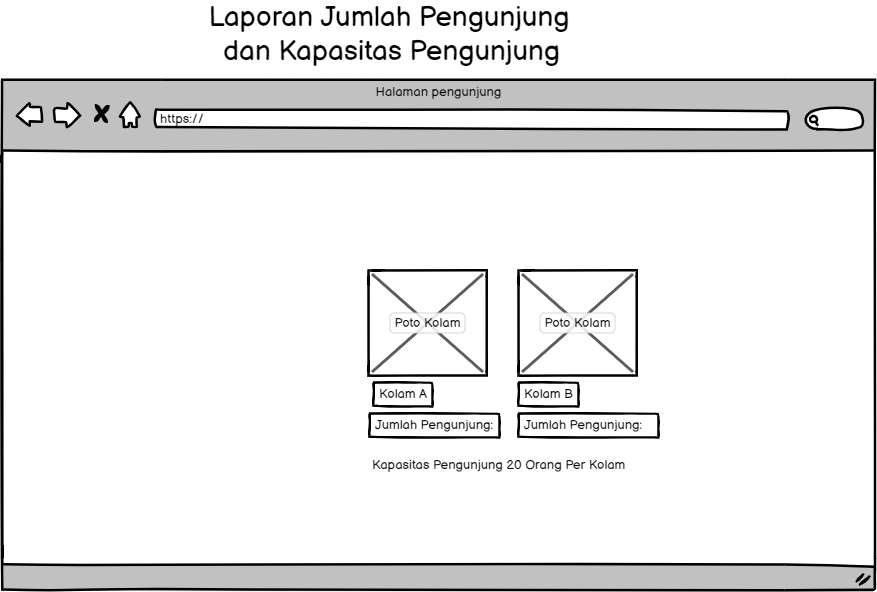 Laporan Jumlah Pengunjung
dan Kapasitas Pengunjung
Halaman pengunjung
https://
Poto Kolam
Poto Kolam
Kolam A
Kolam B
Jumlah Pengunjung:
Jumlah Pengunjung:
Kapasitas Pengunjung 20 Orang Per Kolam